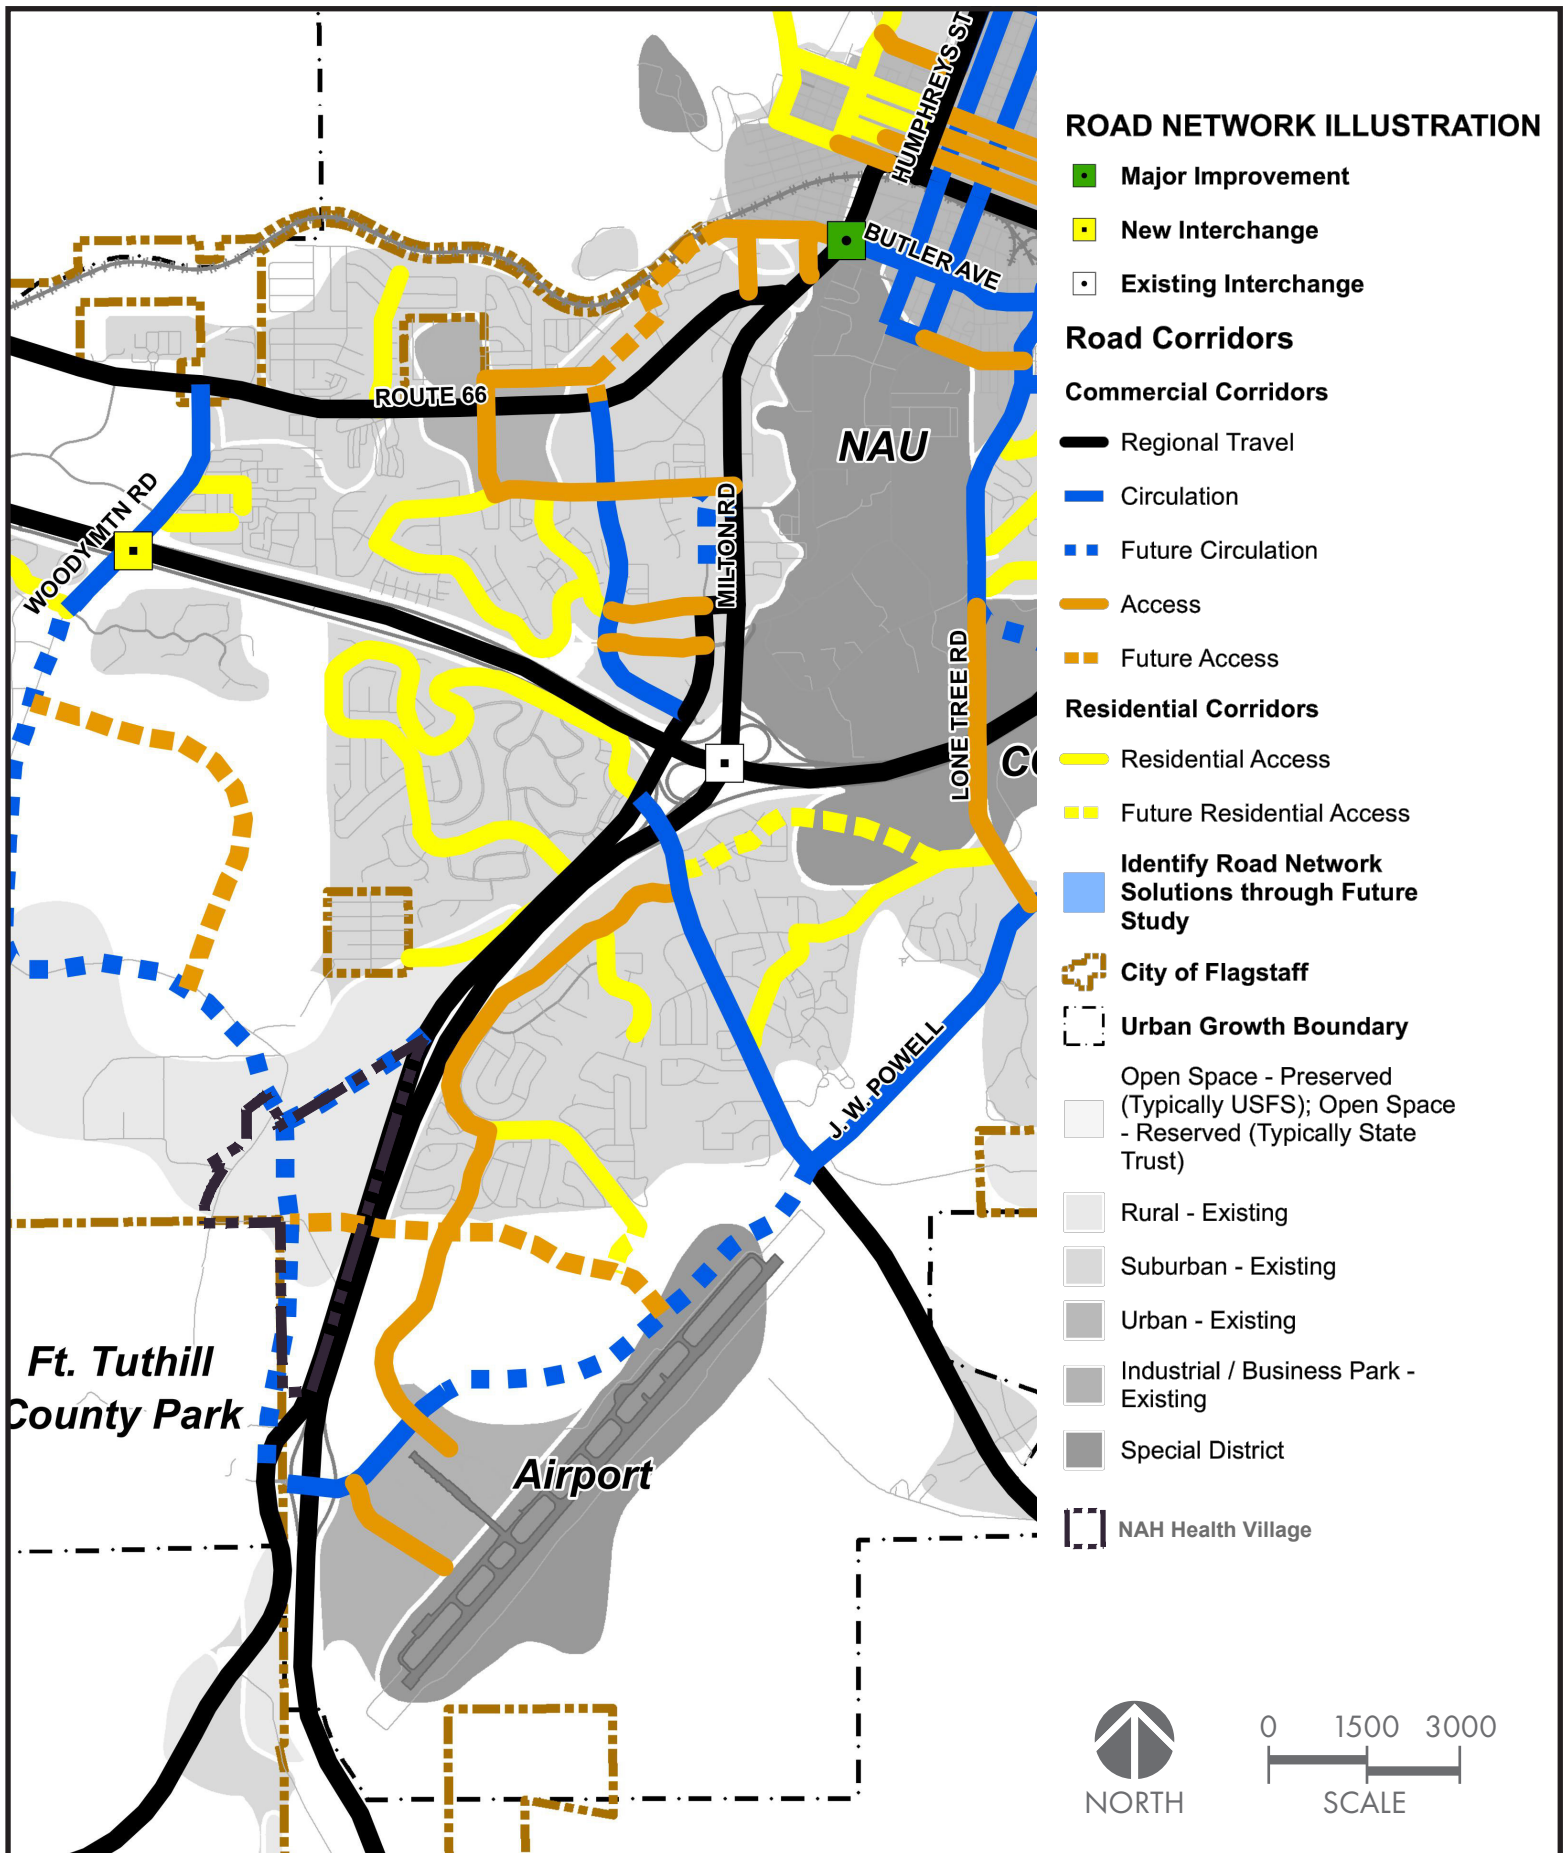 HUMPHREYS ST
BUTLER AVE
ROUTE 66
NAU
WOODY MTN RD
MILTON RD
LONE TREE RD
CO
J. W. POWELL
Ft. Tuthill
County Park
Airport
ROAD NETWORK ILLUSTRATION
Major Improvement
New Interchange
Existing Interchange
Road Corridors
Commercial Corridors
Regional Travel
Circulation
Future Circulation
Access
Future Access
Residential Corridors
Residential Access
Future Residential Access
Identify Road Network
Solutions through Future
Study
City of Flagstaff
Urban Growth Boundary
Open Space - Preserved
(Typically USFS); Open Space
- Reserved (Typically State
Trust)
Rural - Existing
Suburban - Existing
Urban - Existing
Industrial / Business Park -
Existing
Special District
NAH Health Village
NORTH
0 1500 3000
SCALE